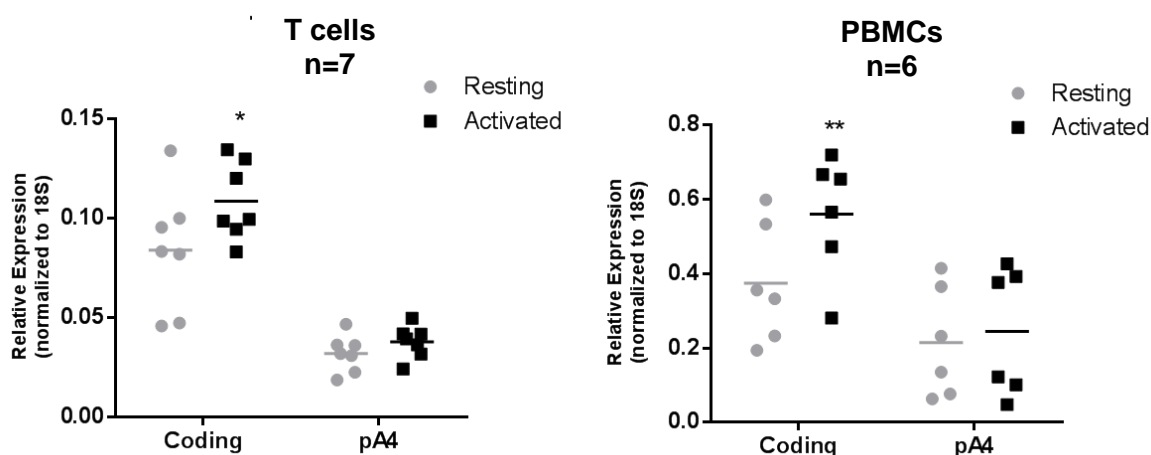 T cells
n=7
Resting
Activated
*
0.15
0.10
0.05
0.00
Relative Expression
(normalized to 18S)
Coding
pA4
PBMCs
n=6
Resting
Activated
**
0.8
0.6
0.4
0.2
0.0
Relative Expression
(normalized to 18S)
Coding
pA4